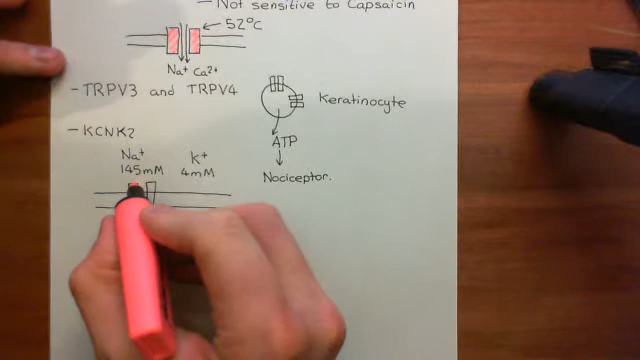 - Not sensitive to Capsaicin
52°C
Na⁺ Ca²⁺
- TRPV3 and TRPV4
Keratinocyte
ATP
Nociceptor.
- KCNK2
Na⁺ K⁺
145mM 4mM